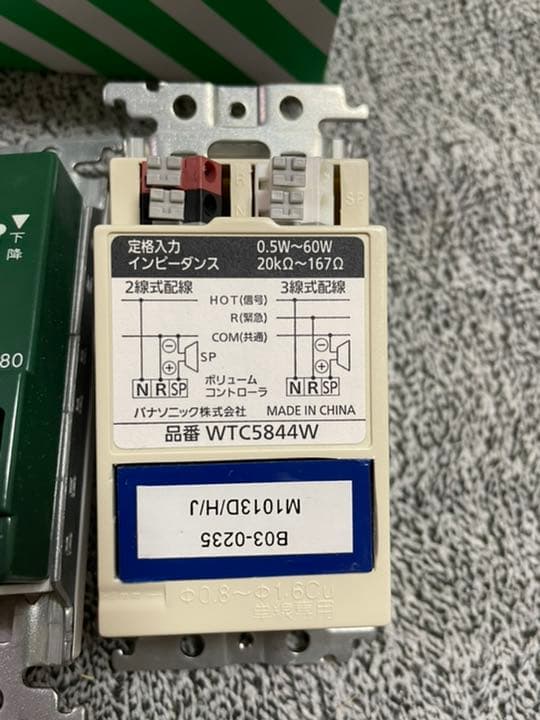 R
N
SP
下
降
80
定格入力 0.5W～60W
インピーダンス 20kΩ～167Ω
2線式配線 3線式配線
HOT(信号)
R(緊急)
COM(共通)
⊖
⊕
SP
⊖
⊕
N R SP
ボリューム
コントローラ
N R SP
パナソニック株式会社 MADE IN CHINA
品番 WTC5844W
B03-0235
M1013D/H/J
Φ0.8～Φ1.6Cu
単線専用